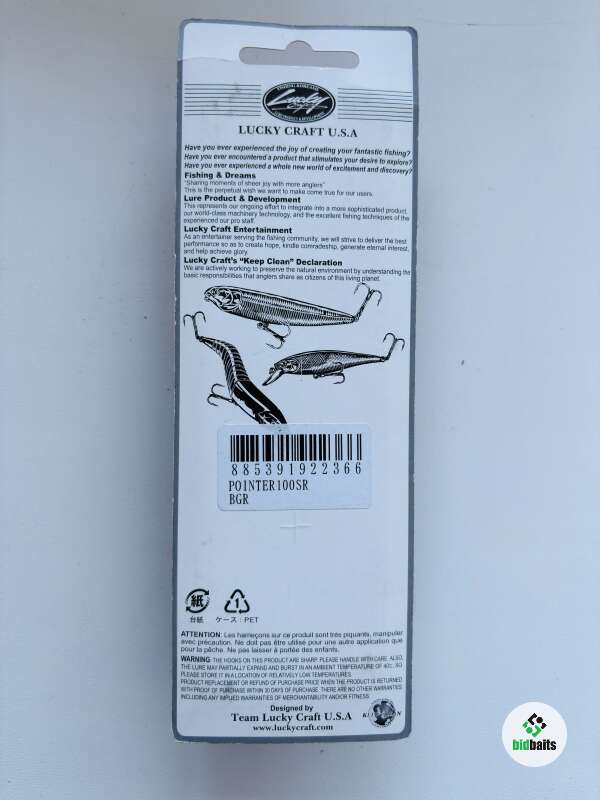 FISHING & DREAMS
Lucky
Craft
LURE PRODUCT & DEVELOPMENT
LUCKY CRAFT U.S.A
Have you ever experienced the joy of creating your fantastic fishing?
Have you ever encountered a product that stimulates your desire to explore?
Have you ever experienced a whole new world of excitement and discovery?
Fishing & Dreams
"Sharing moments of sheer joy with more anglers"
This is the perpetual wish we want to make come true for our users.
Lure Product & Development
This represents our ongoing effort to integrate into a more sophisticated product,
our world-class machinery technology, and the excellent fishing techniques of the
experienced our pro staff.
Lucky Craft Entertainment
As an entertainer serving the fishing community, we will strive to deliver the best
performance so as to create hope, kindle comradeship, generate eternal interest,
and help achieve glory.
Lucky Craft's "Keep Clean" Declaration
We are actively working to preserve the natural environment by understanding the
basic responsibilities that anglers share as citizens of this living planet.
885391922366
POINTER100SR
BGR
紙
1
台紙
ケース：PET
ATTENTION: Les hameçons sur ce produit sont très piquants, manipuler
avec précaution. Ne doit pas être utilisé pour une autre application que
pour la pêche. Ne pas laisser à portée des enfants.
WARNING: THE HOOKS ON THIS PRODUCT ARE SHARP. PLEASE HANDLE WITH CARE. ALSO,
THE LURE MAY PARTIALLY EXPAND AND BURST IN AN AMBIENT TEMPERATURE OF 40c. SO
PLEASE STORE IT IN A LOCATION OF RELATIVELY LOW TEMPERATURES.
PRODUCT REPLACEMENT OR REFUND OF PURCHASE PRICE WHEN THE PRODUCT IS RETURNED
WITH PROOF OF PURCHASE WITHIN 30 DAYS OF PURCHASE. THERE ARE NO OTHER WARRANTIES
INCLUDING ANY IMPLIED WARRANTIES OF MERCHANTABILITY AND/OR FITNESS.
Designed by
Team Lucky Craft U.S.A
www.luckycraft.com
bidbaits